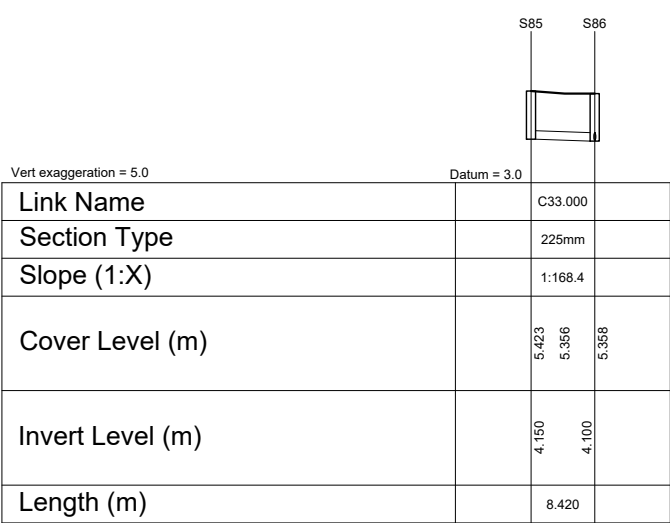 S85 S86
Vert exaggeration = 5.0 Datum = 3.0
Link Name C33.000
Section Type 225mm
Slope (1:X) 1:168.4
Cover Level (m) 5.423 5.356 5.358
Invert Level (m) 4.150 4.100
Length (m) 8.420